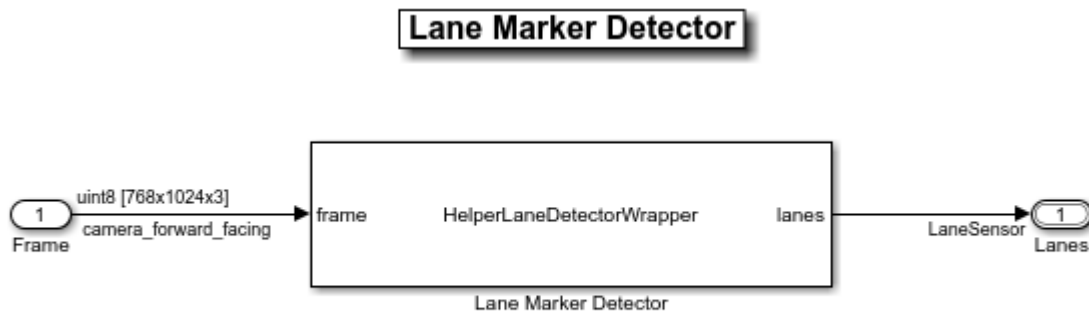 Lane Marker Detector
uint8 [768x1024x3]
1
camera_forward_facing
Frame
frame
HelperLaneDetectorWrapper
lanes
Lane Marker Detector
LaneSensor
1
Lanes